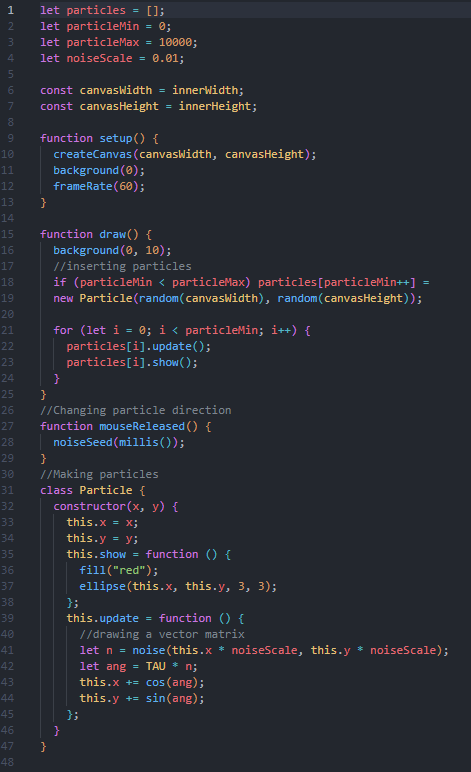 1 let particles = [];
2 let particleMin = 0;
3 let particleMax = 10000;
4 let noiseScale = 0.01;
5
6 const canvasWidth = innerWidth;
7 const canvasHeight = innerHeight;
8
9 function setup() {
10 createCanvas(canvasWidth, canvasHeight);
11 background(0);
12 frameRate(60);
13 }
14
15 function draw() {
16 background(0, 10);
17 //inserting particles
18 if (particleMin < particleMax) particles[particleMin++] =
19 new Particle(random(canvasWidth), random(canvasHeight));
20
21 for (let i = 0; i < particleMin; i++) {
22 particles[i].update();
23 particles[i].show();
24 }
25 }
26 //Changing particle direction
27 function mouseReleased() {
28 noiseSeed(millis());
29 }
30 //Making particles
31 class Particle {
32 constructor(x, y) {
33 this.x = x;
34 this.y = y;
35 this.show = function () {
36 fill("red");
37 ellipse(this.x, this.y, 3, 3);
38 };
39 this.update = function () {
40 //drawing a vector matrix
41 let n = noise(this.x * noiseScale, this.y * noiseScale);
42 let ang = TAU * n;
43 this.x += cos(ang);
44 this.y += sin(ang);
45 };
46 }
47 }
48